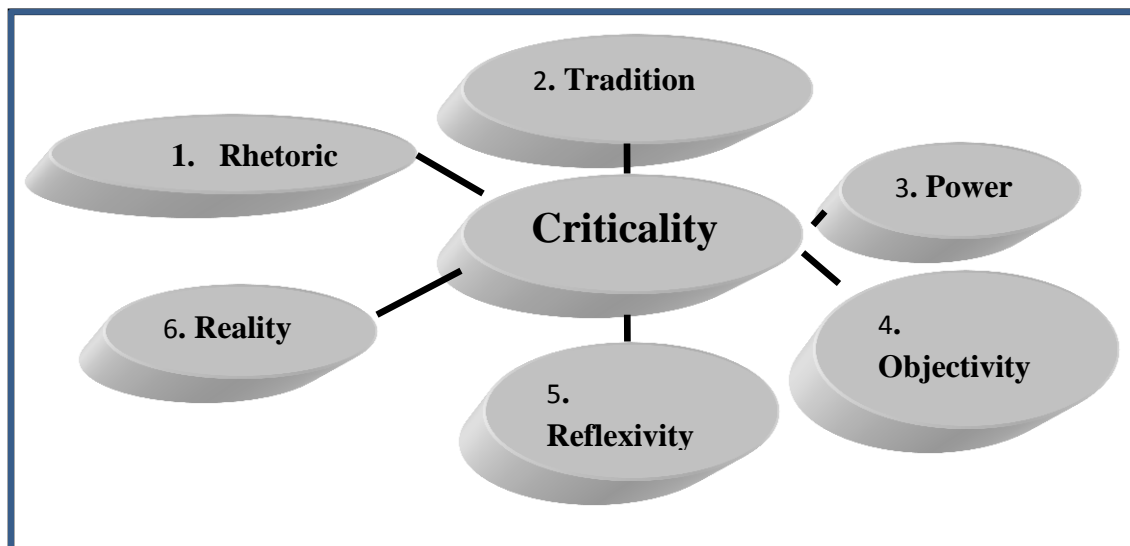 1. Rhetoric
2. Tradition
3. Power
Criticality
4.
Objectivity
5.
Reflexivity
6. Reality